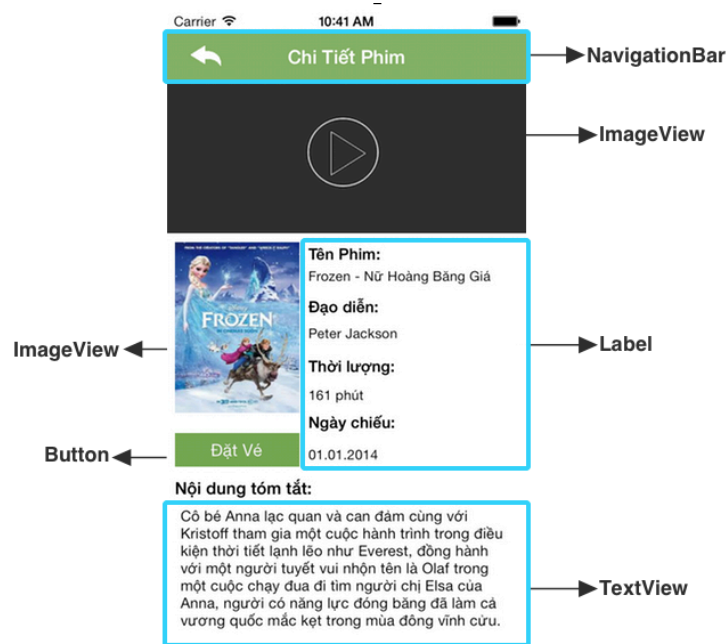 Carrier 10:41 AM
Chi Tiết Phim
NavigationBar
ImageView
Tên Phim:
Frozen - Nữ Hoàng Băng Giá
Đạo diễn:
Peter Jackson
FROZEN
ImageView
Label
Thời lượng:
161 phút
Ngày chiếu:
01.01.2014
Đặt Vé
Button
Nội dung tóm tắt:
Cô bé Anna lạc quan và can đảm cùng với
Kristoff tham gia một cuộc hành trình trong điều
kiện thời tiết lạnh lẽo như Everest, đồng hành
với một người tuyết vui nhộn tên là Olaf trong
một cuộc chạy đua đi tìm người chị Elsa của
Anna, người có năng lực đóng băng đã làm cả
vương quốc mắc kẹt trong mùa đông vĩnh cửu.
TextView